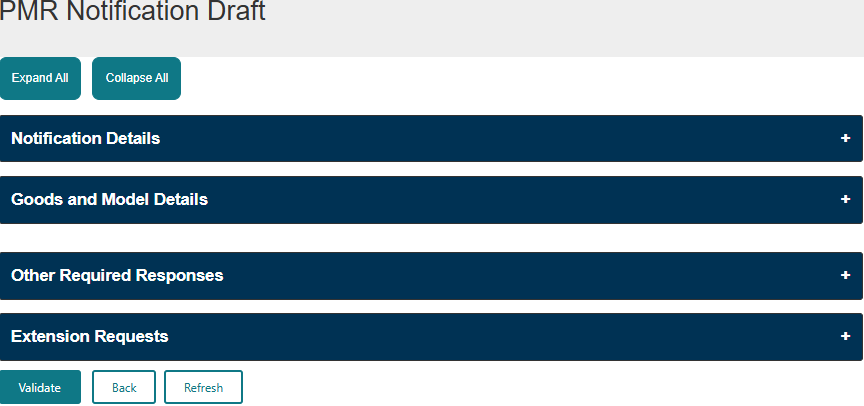 PMR Notification Draft
Expand All Collapse All
Notification Details +
Goods and Model Details +
Other Required Responses +
Extension Requests +
Validate Back Refresh